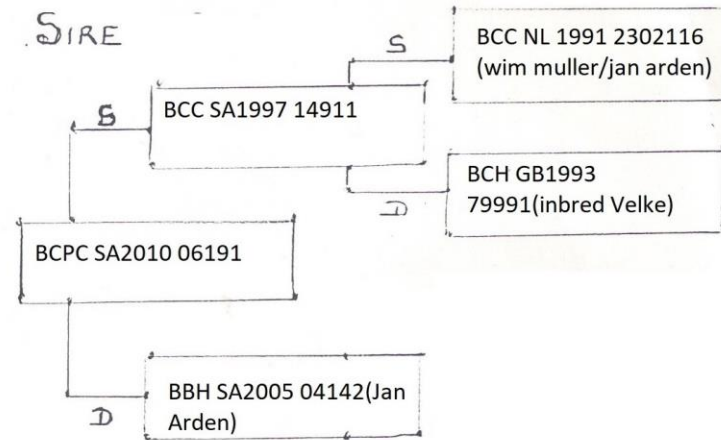 SIRE
S
BCC NL 1991 2302116
(wim muller/jan arden)
S
BCC SA1997 14911
BCH GB1993
79991(inbred Velke)
D
BCPC SA2010 06191
BBH SA2005 04142(Jan
Arden)
D